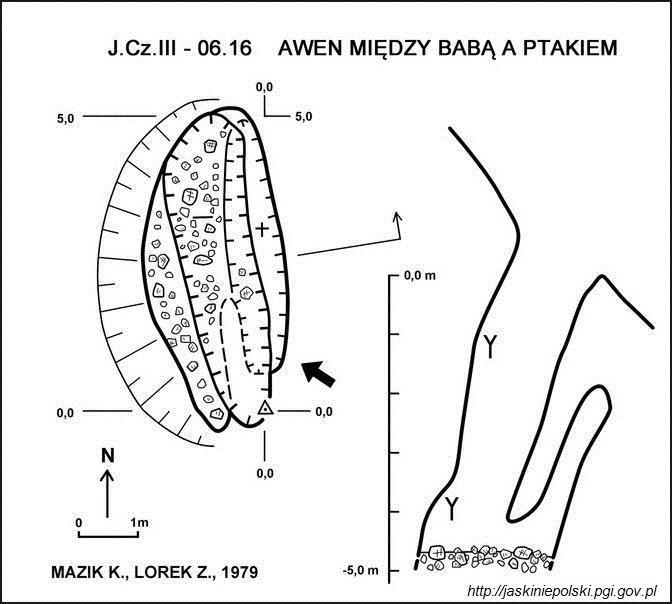 J.Cz.III - 06.16 AWEN MIĘDZY BABĄ A PTAKIEM
0,0
5,0 5,0
0,0 m
Y
0,0 0,0
0,0
N
Y
0 1m
-5,0 m
MAZIK K., LOREK Z., 1979
http://jaskiniepolski.pgi.gov.pl